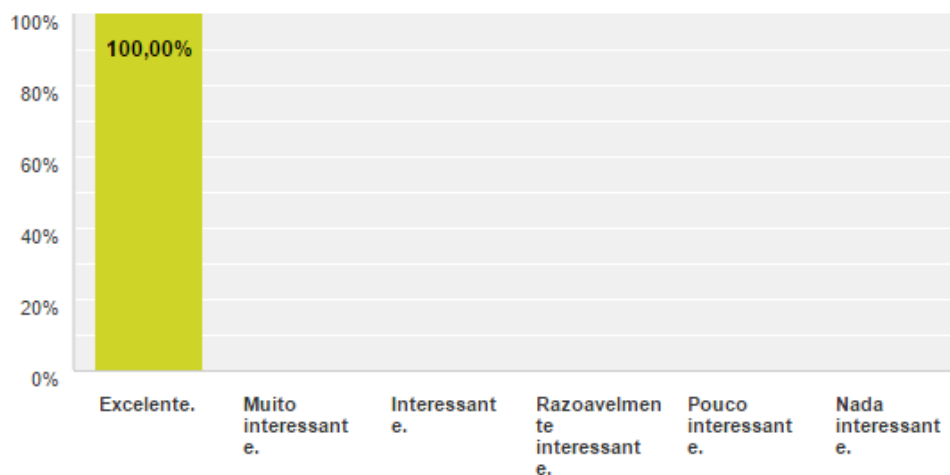 100%
100,00%
80%
60%
40%
20%
0%
Excelente.
Muito
interessant
e.
Interessant
e.
Razoavelmen
te
interessant
e.
Pouco
interessant
e.
Nada
interessant
e.